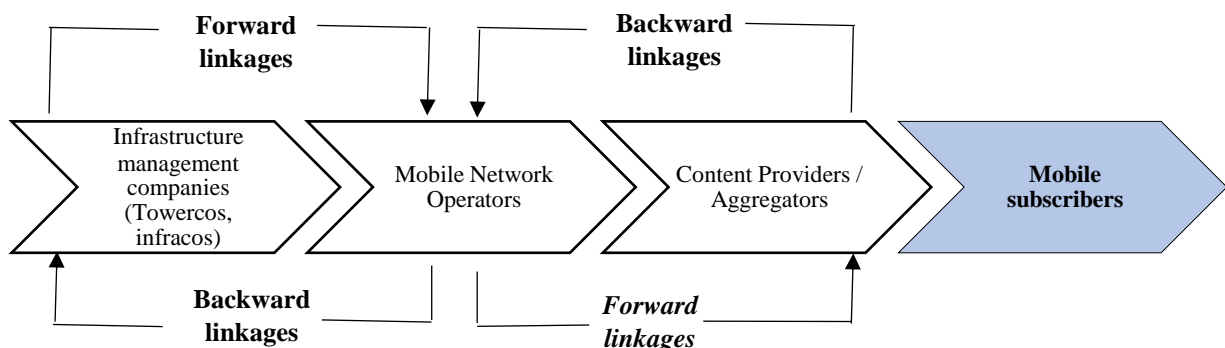 Forward
linkages
Backward
linkages
Infrastructure
management
companies
(Towercos,
infracos)
Mobile Network
Operators
Content Providers /
Aggregators
Mobile
subscribers
Backward
linkages
Forward
linkages